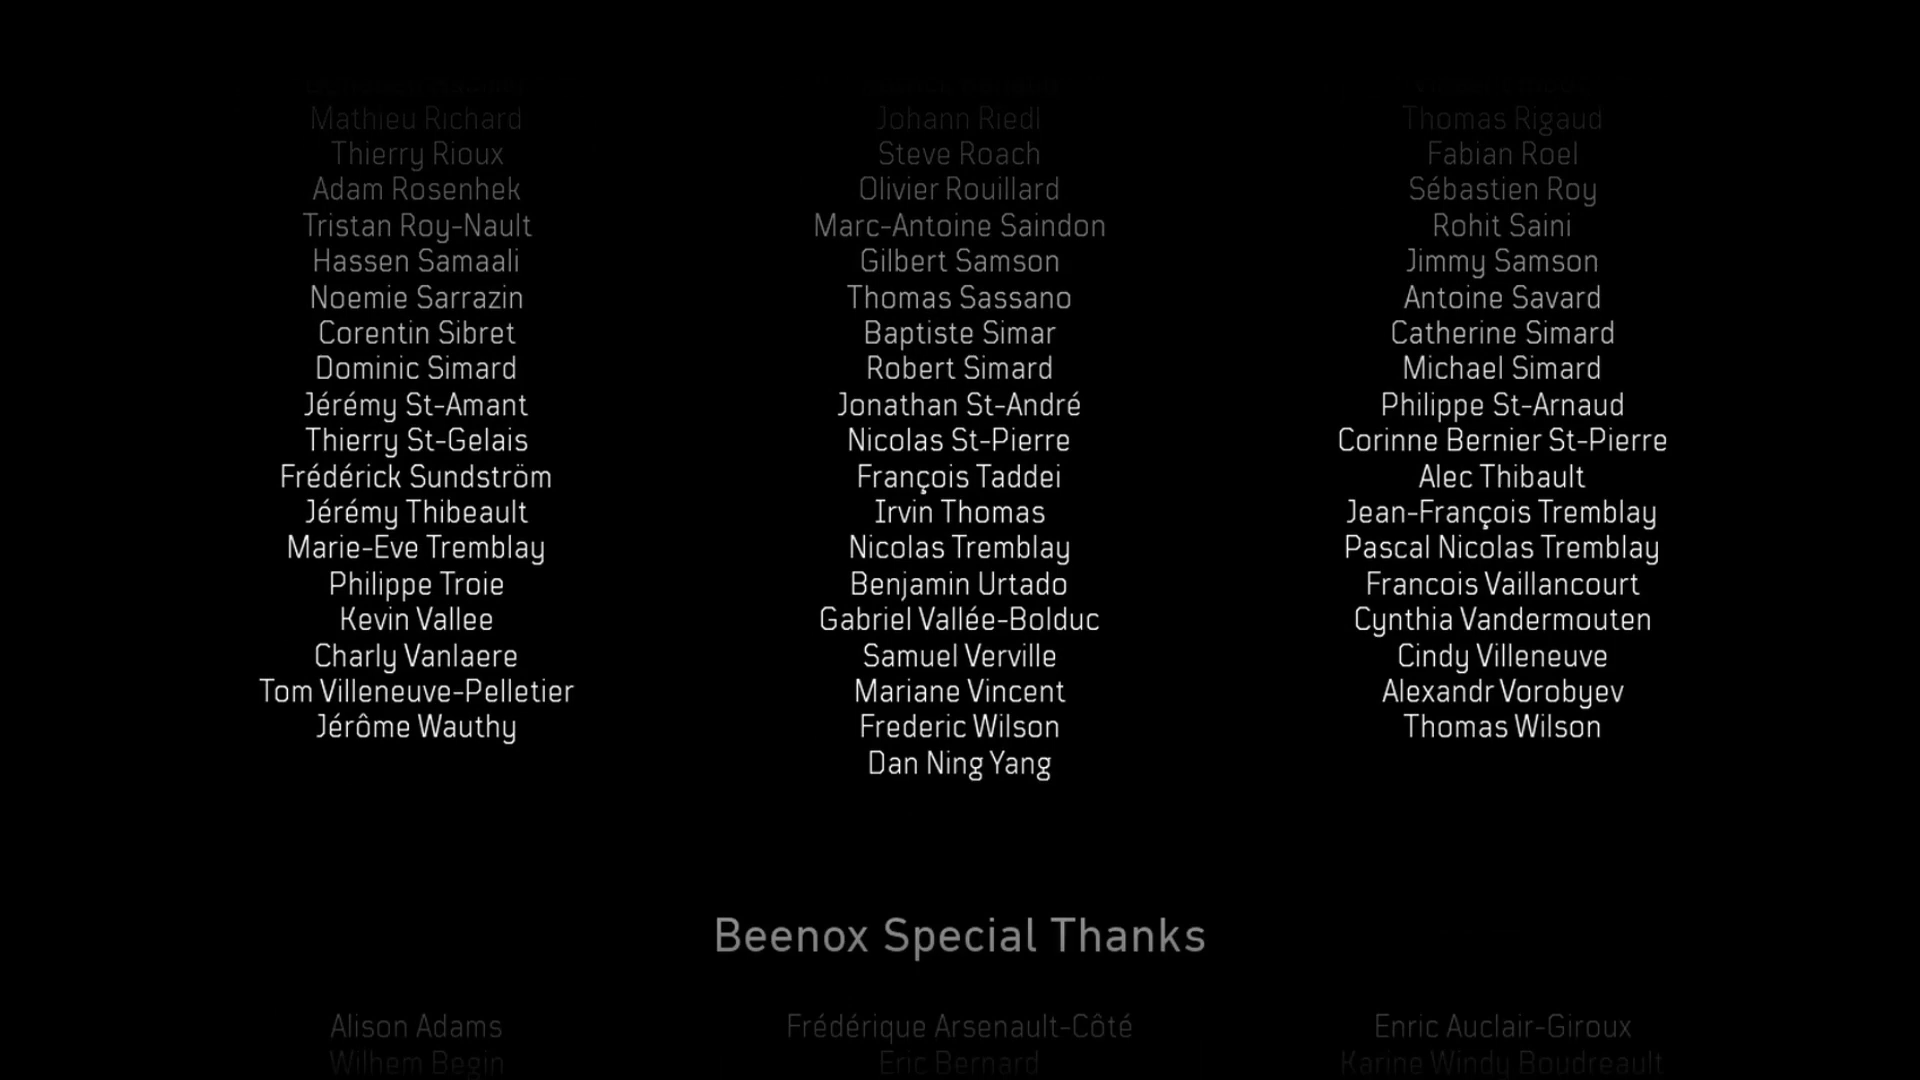 Mathieu Richard Johann Riedl Thomas Rigaud
Thierry Rioux Steve Roach Fabian Roel
Adam Rosenhek Olivier Rouillard Sébastien Roy
Tristan Roy-Nault Marc-Antoine Saindon Rohit Saini
Hassen Samaali Gilbert Samson Jimmy Samson
Noemie Sarrazin Thomas Sassano Antoine Savard
Corentin Sibret Baptiste Simar Catherine Simard
Dominic Simard Robert Simard Michael Simard
Jérémy St-Amant Jonathan St-André Philippe St-Arnaud
Thierry St-Gelais Nicolas St-Pierre Corinne Bernier St-Pierre
Frédérick Sundström François Taddei Alec Thibault
Jérémy Thibeault Irvin Thomas Jean-François Tremblay
Marie-Eve Tremblay Nicolas Tremblay Pascal Nicolas Tremblay
Philippe Troie Benjamin Urtado Francois Vaillancourt
Kevin Vallee Gabriel Vallée-Bolduc Cynthia Vandermouten
Charly Vanlaere Samuel Verville Cindy Villeneuve
Tom Villeneuve-Pelletier Mariane Vincent Alexandr Vorobyev
Jérôme Wauthy Frederic Wilson Thomas Wilson
Dan Ning Yang
Beenox Special Thanks
Alison Adams Frédérique Arsenault-Côté Enric Auclair-Giroux
Wilhem Begin Eric Bernard Karine Windy Boudreault